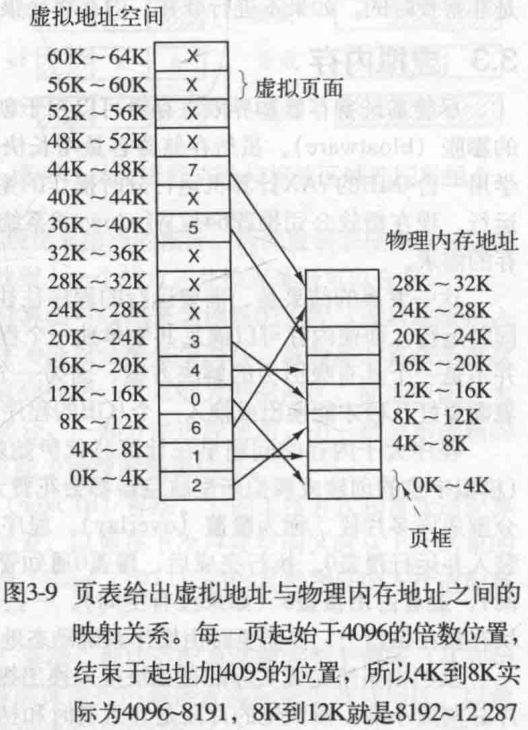 虚拟地址空间
60K～64K X
56K～60K X } 虚拟页面
52K～56K X
48K～52K X
44K～48K 7
40K～44K X
36K～40K 5
物理内存地址
32K～36K X
28K～32K X 28K～32K
24K～28K X 24K～28K
20K～24K 3 20K～24K
16K～20K 4 16K～20K
12K～16K 0 12K～16K
8K～12K 6 8K～12K
4K～ 8K 1 4K～ 8K
0K～ 4K 2 } 0K～4K
页框
图3-9 页表给出虚拟地址与物理内存地址之间的
映射关系。每一页起始于4096的倍数位置，
结束于起址加4095的位置，所以4K到8K实
际为4096~8191，8K到12K就是8192~12 287